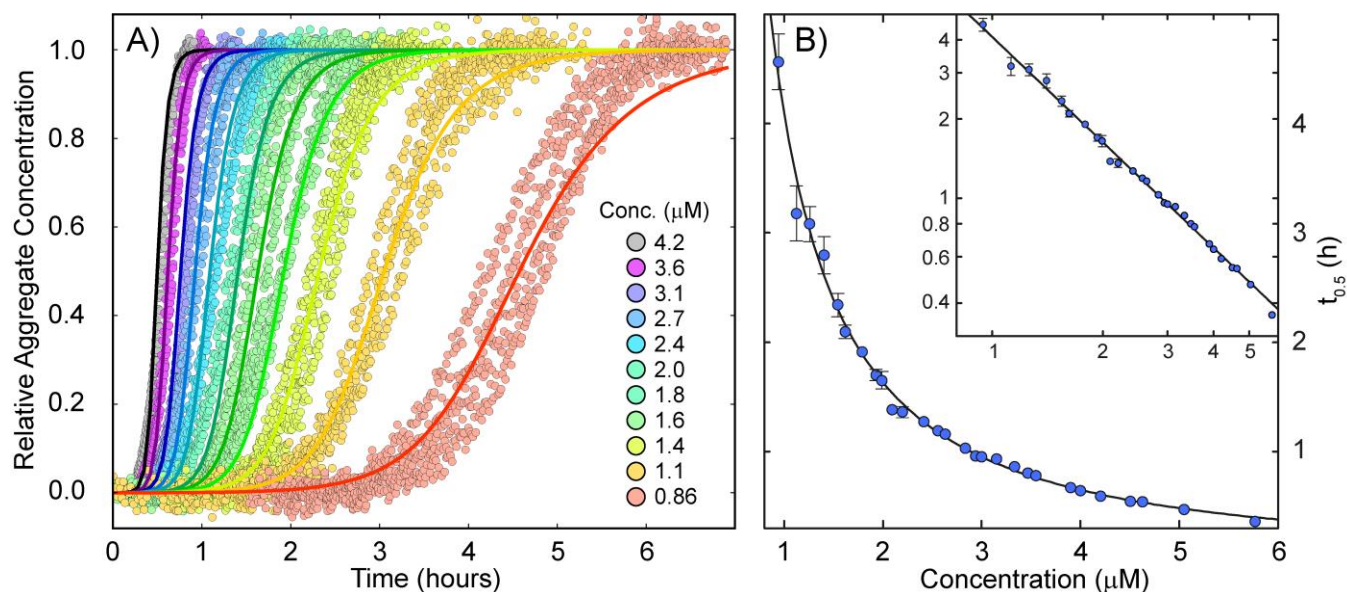 A)
Relative Aggregate Concentration
1.0
0.8
0.6
0.4
0.2
0.0
Conc. (μM)
4.2
3.6
3.1
2.7
2.4
2.0
1.8
1.6
1.4
1.1
0.86
0 1 2 3 4 5 6
Time (hours)
B)
4
3
2
1
0.8
0.6
0.4
1 2 3 4 5
4
3
2
1
t0.5 (h)
1 2 3 4 5 6
Concentration (μM)